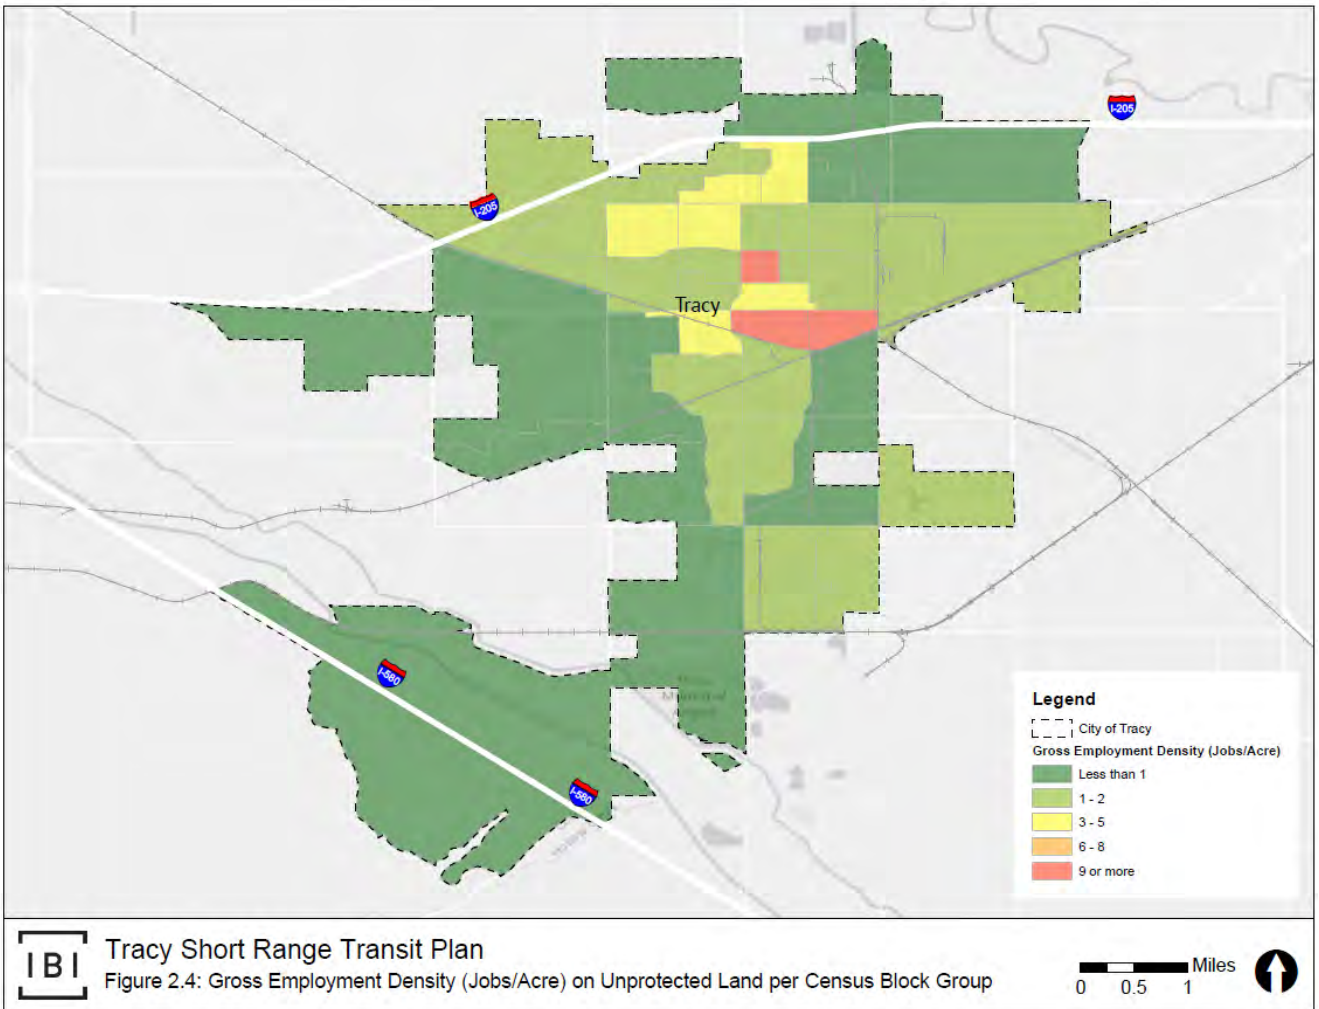 I-205
I-205
Tracy
I-580
I-580
Legend
City of Tracy
Gross Employment Density (Jobs/Acre)
Less than 1
1 - 2
3 - 5
6 - 8
9 or more
IBI
Tracy Short Range Transit Plan
Figure 2.4: Gross Employment Density (Jobs/Acre) on Unprotected Land per Census Block Group
Miles
0 0.5 1